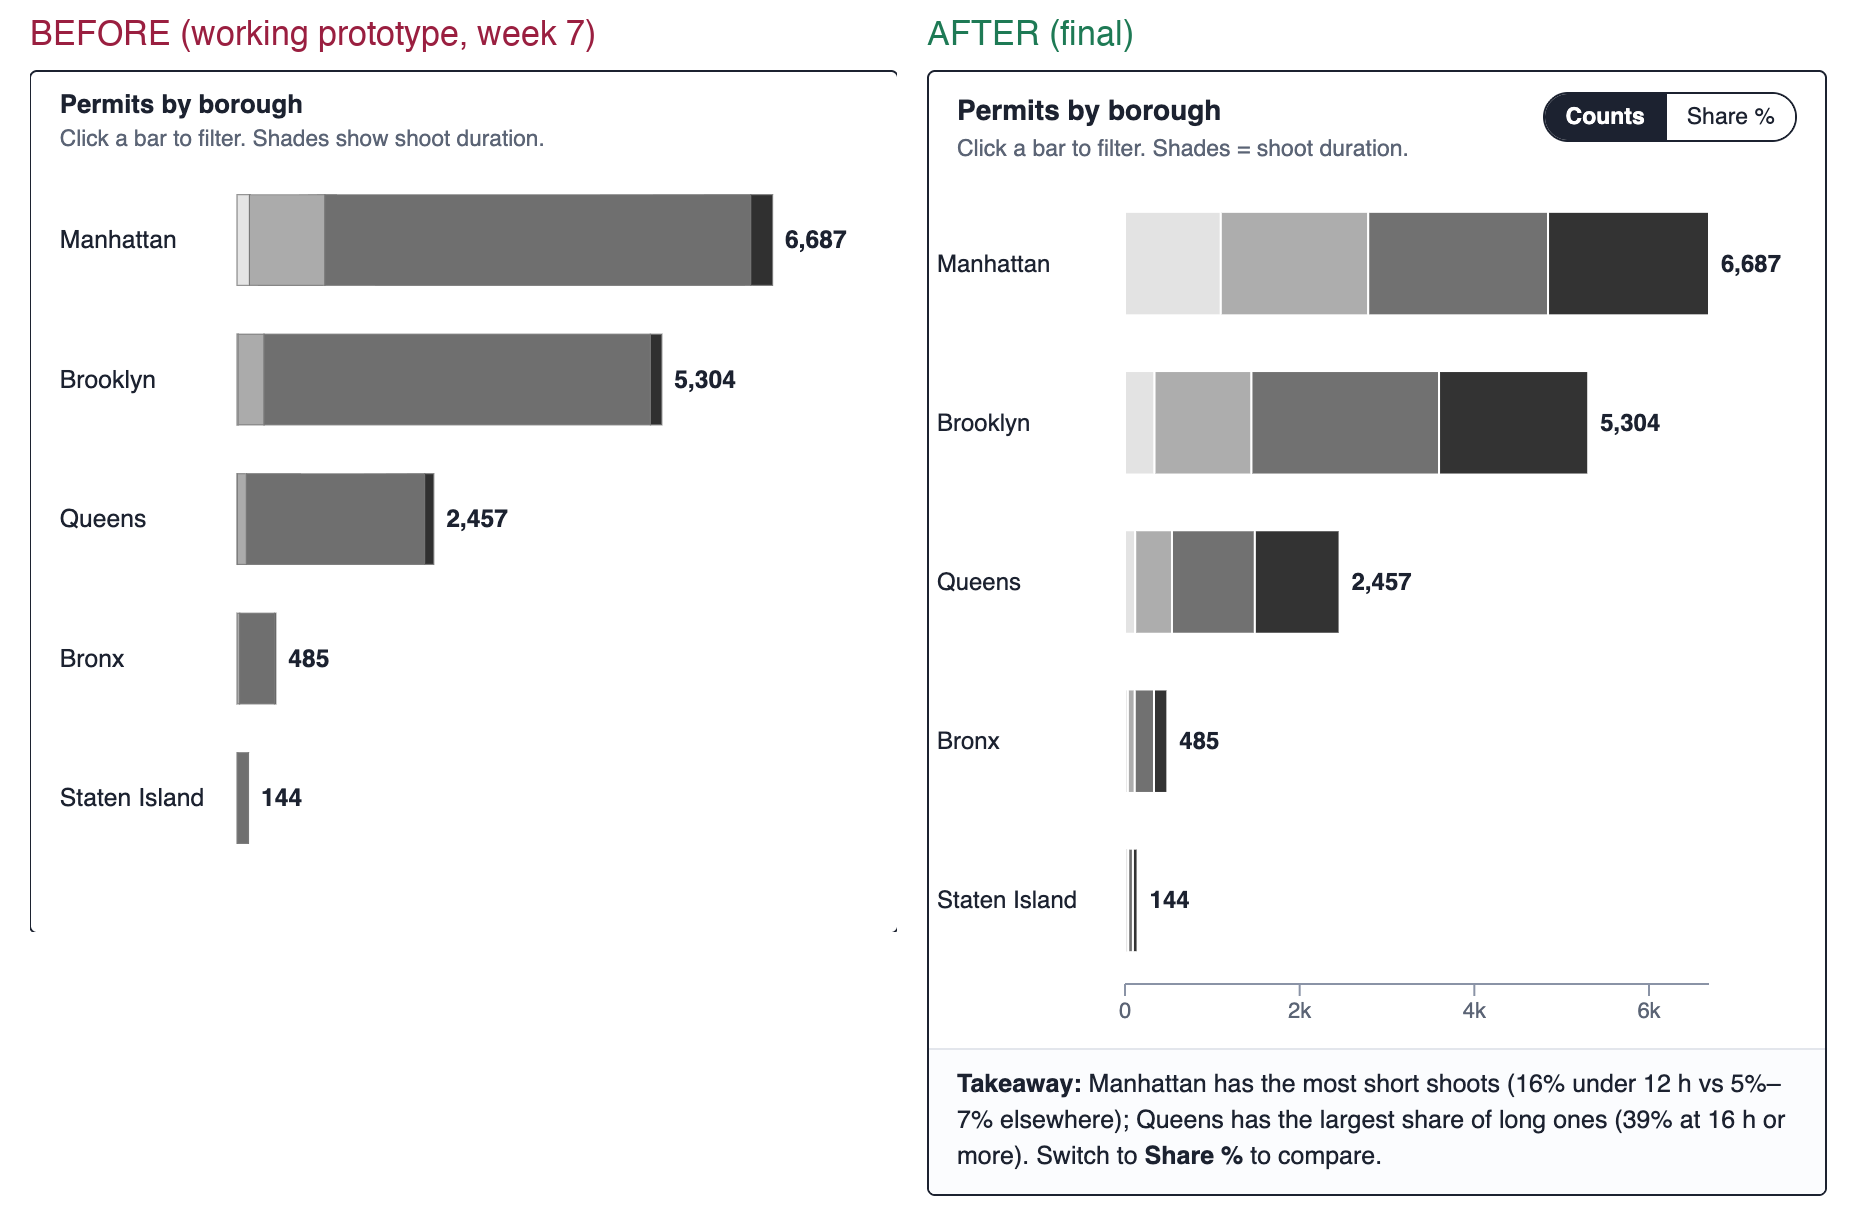 BEFORE (working prototype, week 7)
Permits by borough
Click a bar to filter. Shades show shoot duration.
Manhattan
6,687
Brooklyn
5,304
Queens
2,457
Bronx
485
Staten Island
144
AFTER (final)
Permits by borough
Click a bar to filter. Shades = shoot duration.
Counts
Share %
Manhattan
6,687
Brooklyn
5,304
Queens
2,457
Bronx
485
Staten Island
144
0
2k
4k
6k
Takeaway: Manhattan has the most short shoots (16% under 12 h vs 5%–
7% elsewhere); Queens has the largest share of long ones (39% at 16 h or
more). Switch to Share % to compare.